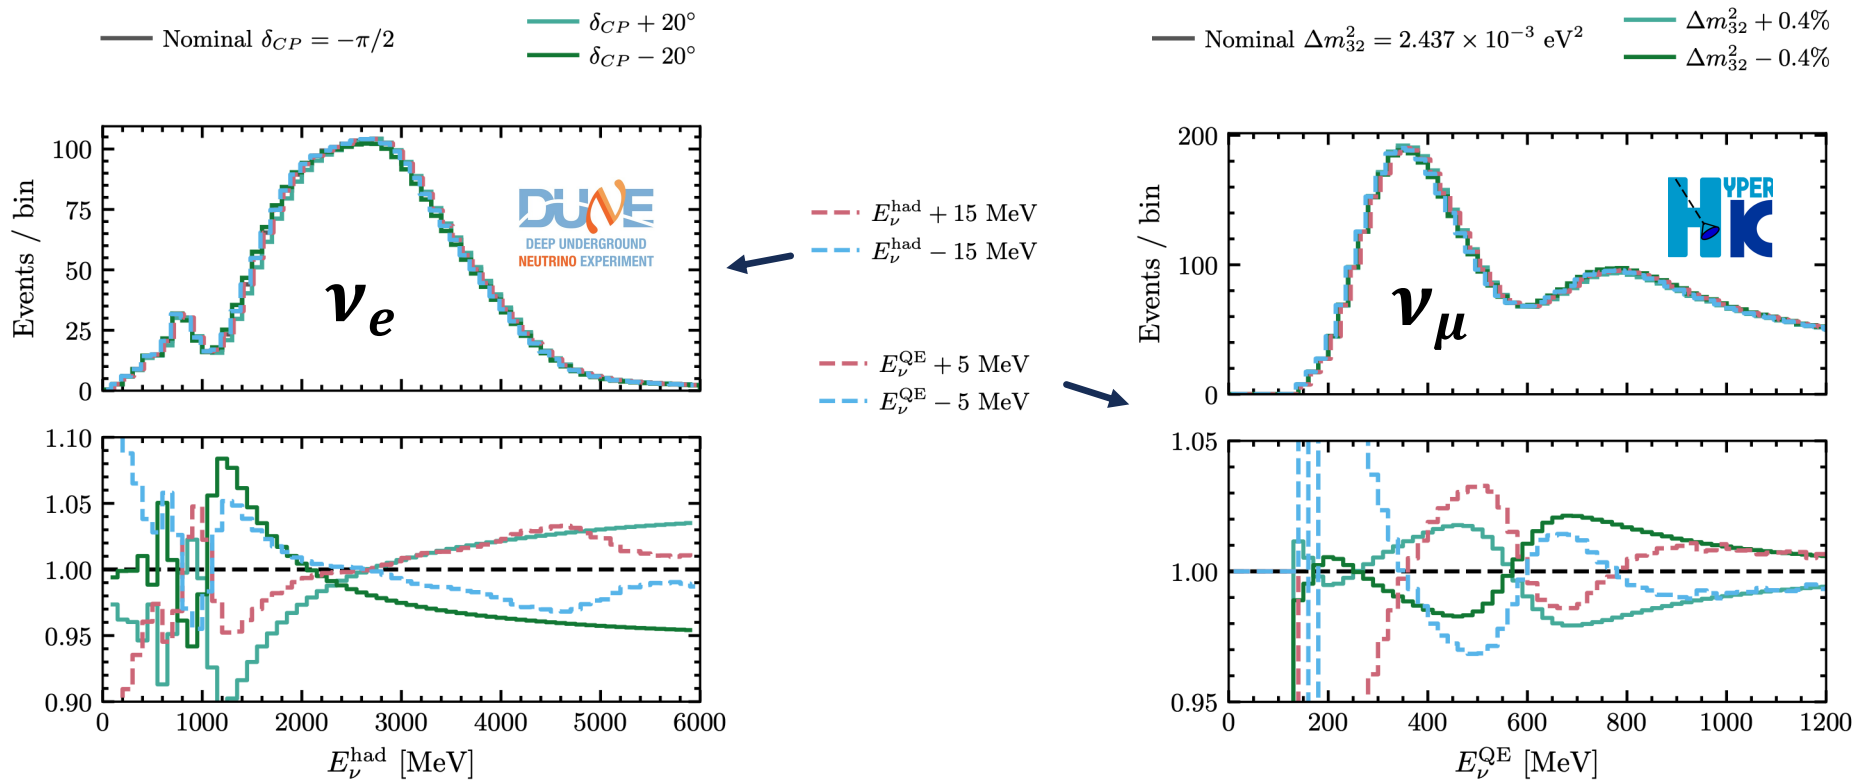 Nominal δ_CP = −π/2
δ_CP + 20°
δ_CP − 20°
Nominal Δm²₃₂ = 2.437 × 10⁻³ eV²
Δm²₃₂ + 0.4%
Δm²₃₂ − 0.4%
Events / bin
100
75
50
25
0
DUNE
DEEP UNDERGROUND
NEUTRINO EXPERIMENT
ν_e
1.10
1.05
1.00
0.95
0.90
0 1000 2000 3000 4000 5000 6000
E_ν^had [MeV]
E_ν^had + 15 MeV
E_ν^had − 15 MeV
E_ν^QE + 5 MeV
E_ν^QE − 5 MeV
Events / bin
200
100
0
HYPER
K
ν_μ
1.05
1.00
0.95
0 200 400 600 800 1000 1200
E_ν^QE [MeV]